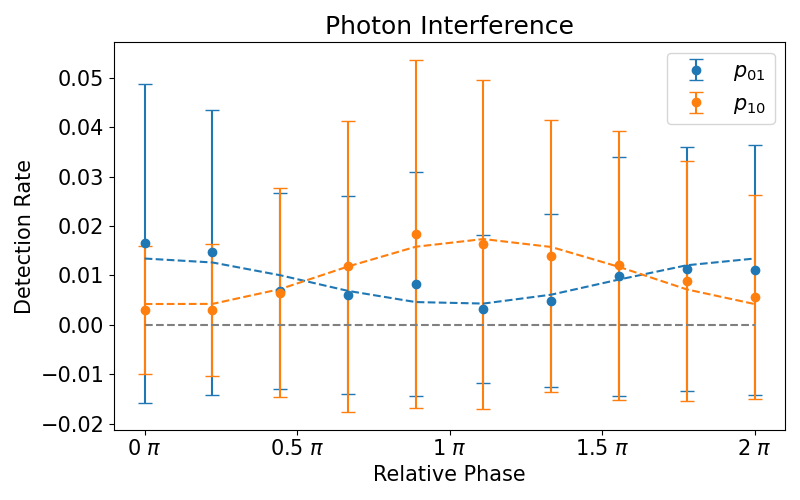 Photon Interference
Detection Rate
0.05
0.04
0.03
0.02
0.01
0.00
−0.01
−0.02
p01
p10
0 π
0.5 π
1 π
1.5 π
2 π
Relative Phase